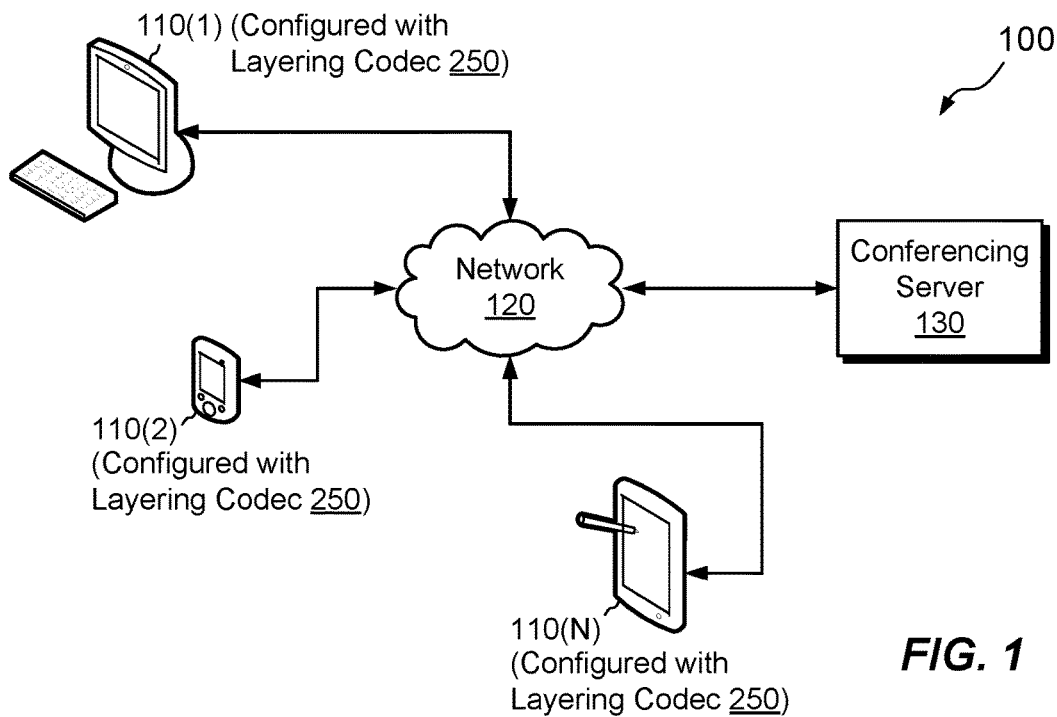 110(1) (Configured with
Layering Codec 250)
100
Network
120
Conferencing
Server
130
110(2)
(Configured with
Layering Codec 250)
110(N)
(Configured with
Layering Codec 250)
FIG. 1